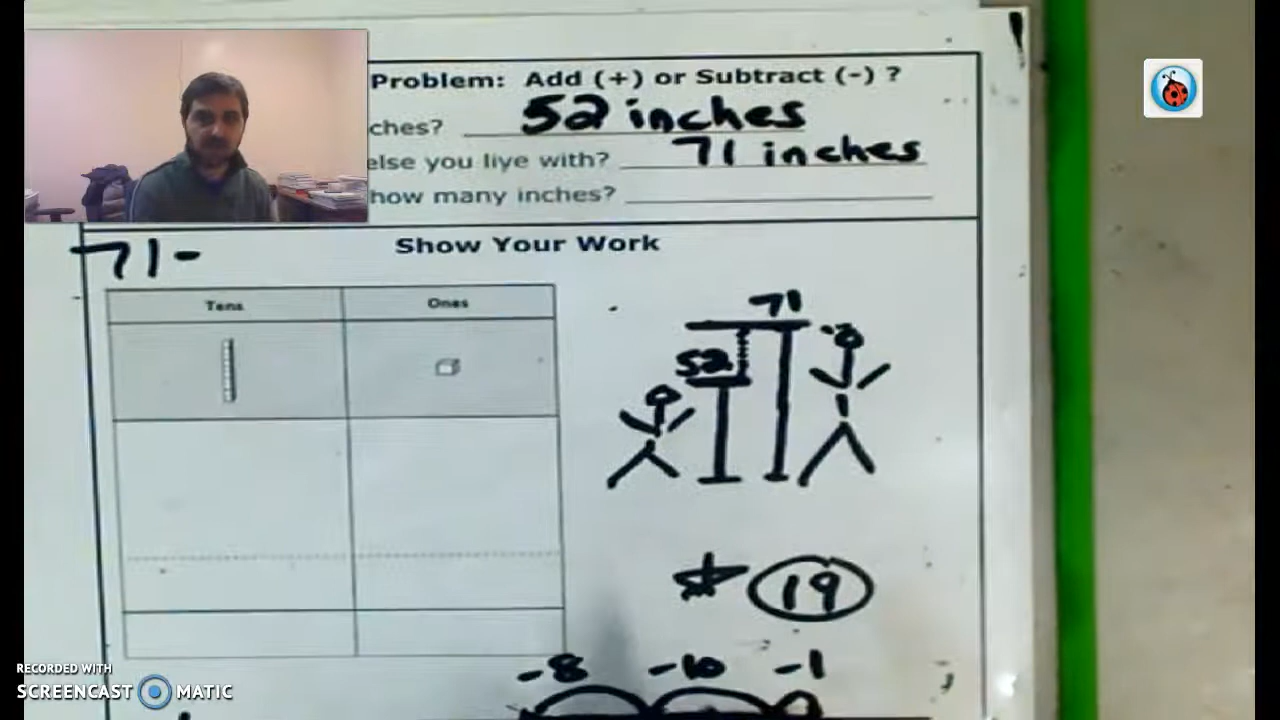 Problem: Add (+) or Subtract (-) ?
ches? 52 inches
else you live with? 71 inches
how many inches?
Show Your Work
71-
Tens Ones
71
52
19
-8 -10 -1
RECORDED WITH
SCREENCAST MATIC